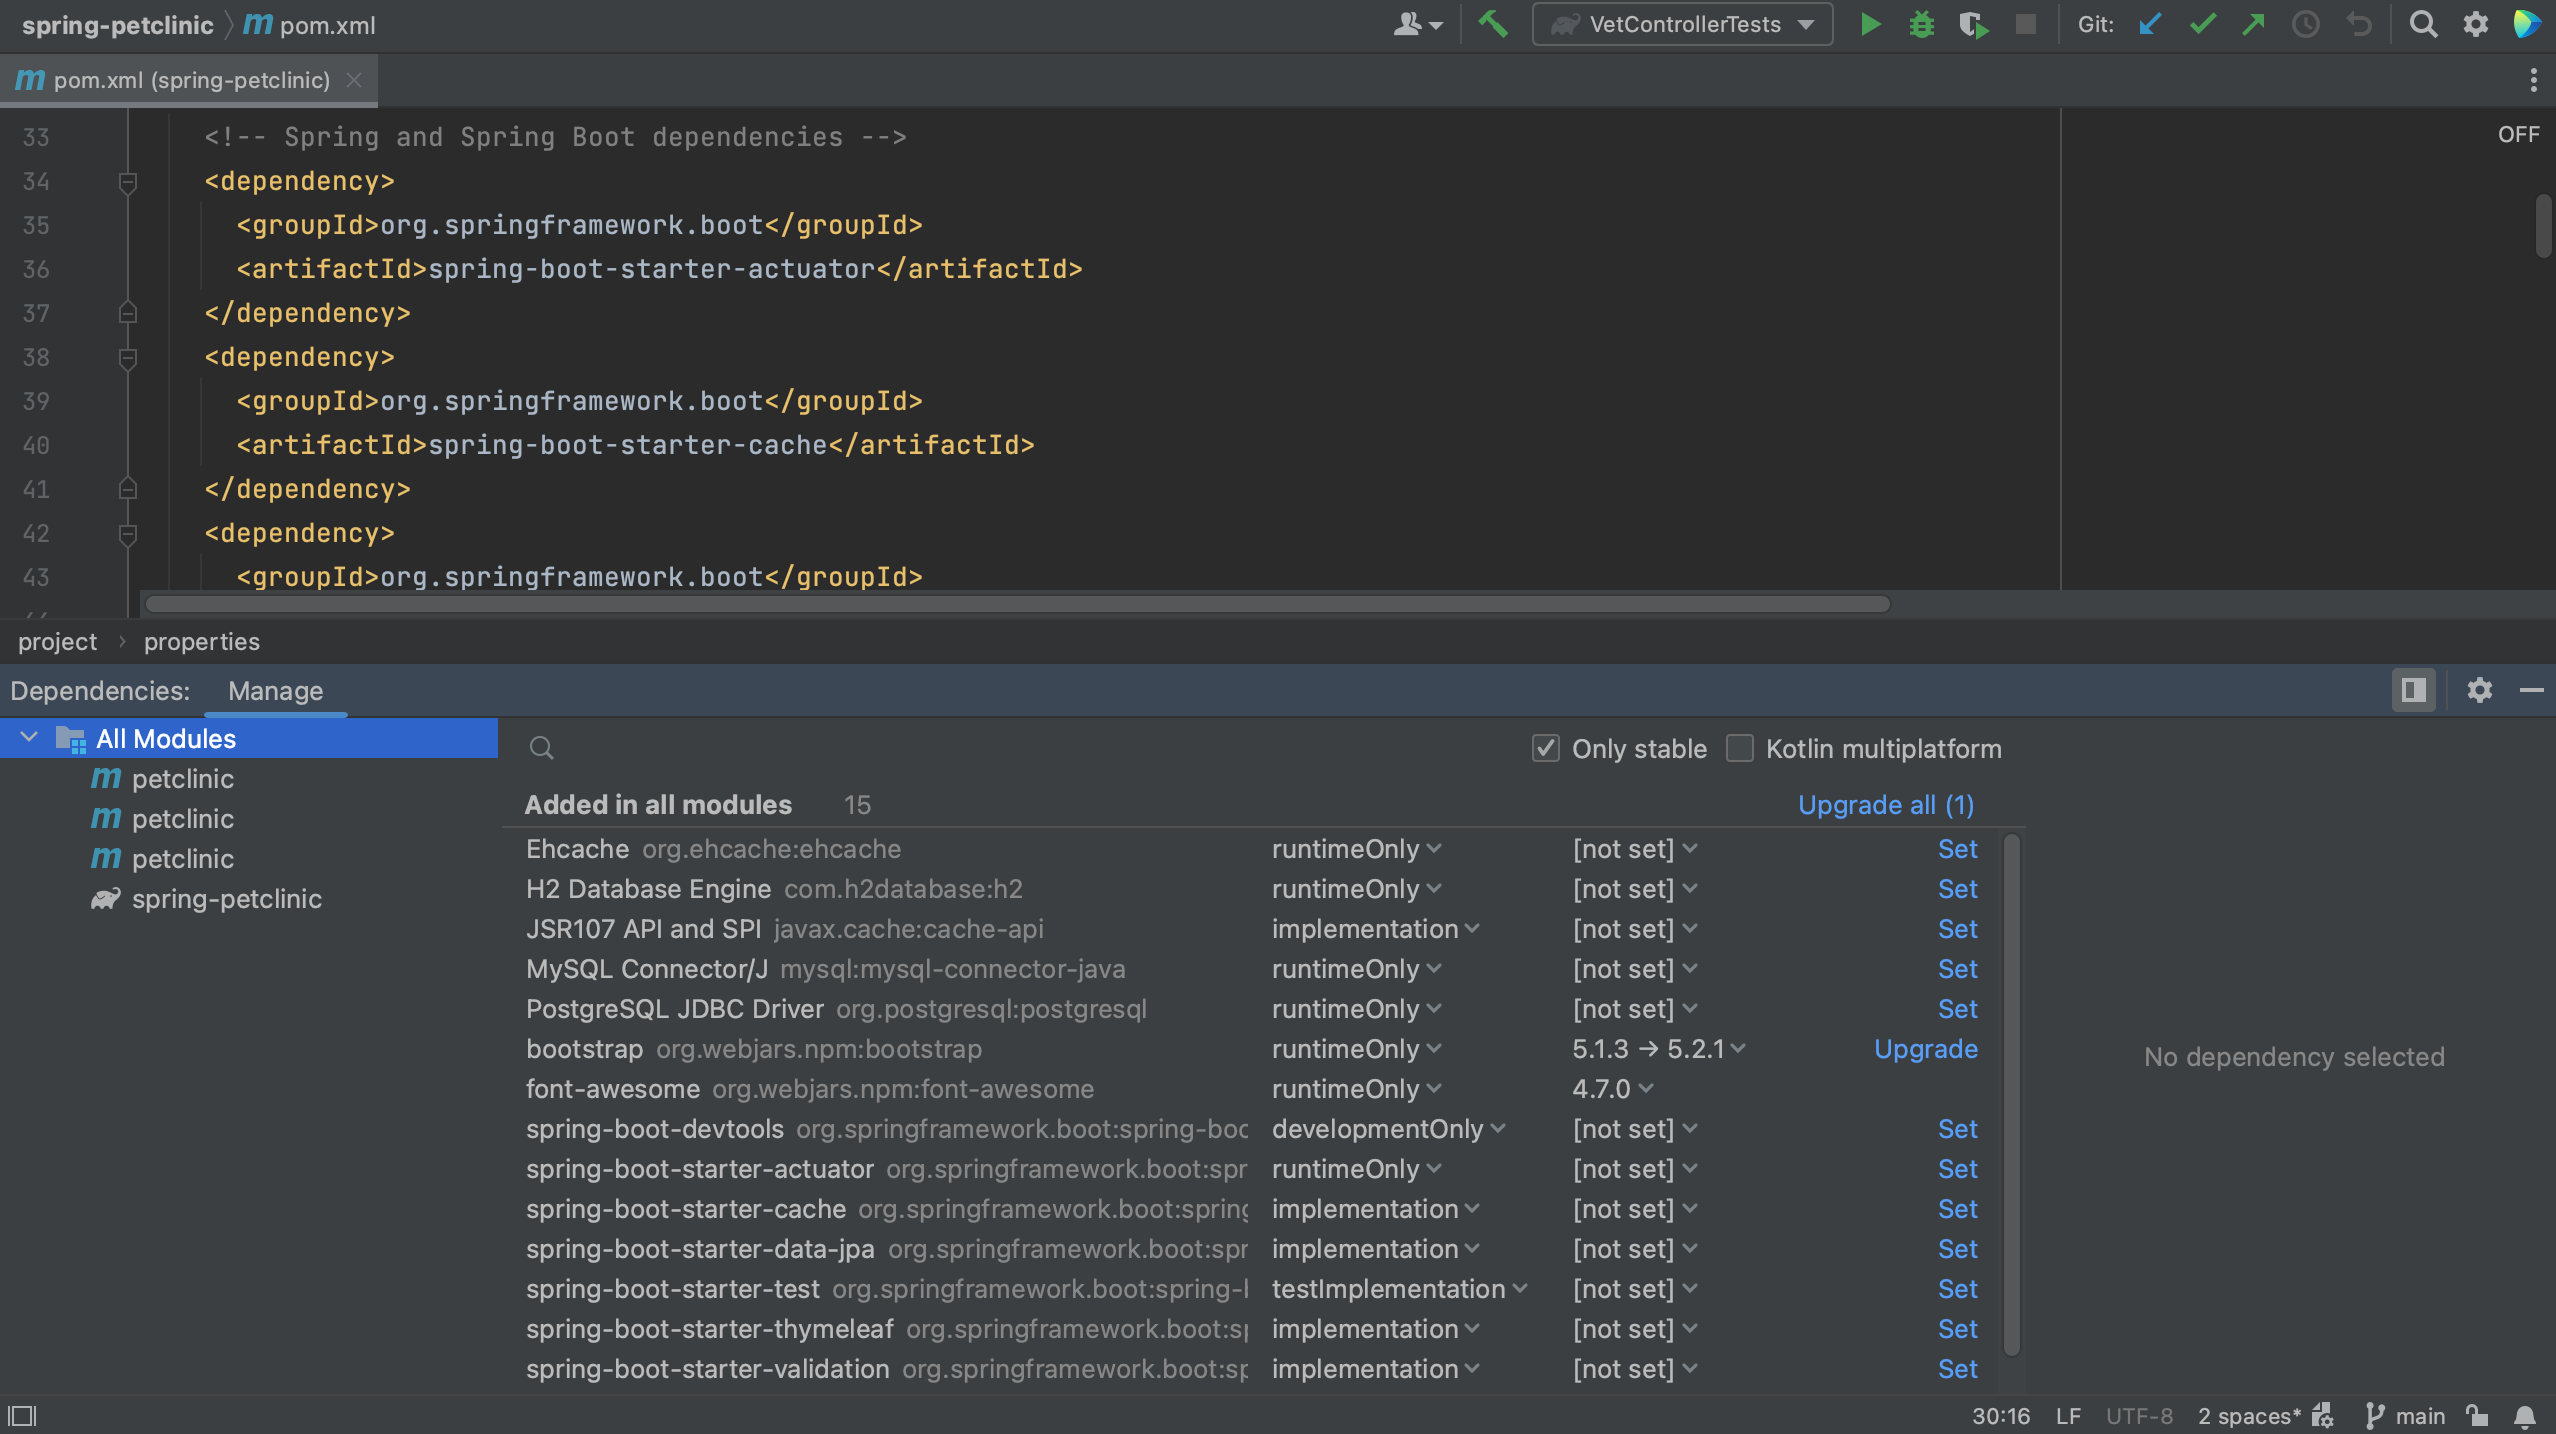 spring-petclinic pom.xml VetControllerTests Git:
pom.xml (spring-petclinic)
OFF
33 <!-- Spring and Spring Boot dependencies -->
34 <dependency>
35 <groupId>org.springframework.boot</groupId>
36 <artifactId>spring-boot-starter-actuator</artifactId>
37 </dependency>
38 <dependency>
39 <groupId>org.springframework.boot</groupId>
40 <artifactId>spring-boot-starter-cache</artifactId>
41 </dependency>
42 <dependency>
43 <groupId>org.springframework.boot</groupId>
project › properties
Dependencies: Manage
All Modules
petclinic
petclinic
petclinic
spring-petclinic
Only stable Kotlin multiplatform
Added in all modules 15 Upgrade all (1)
Ehcache org.ehcache:ehcache runtimeOnly [not set] Set
H2 Database Engine com.h2database:h2 runtimeOnly [not set] Set
JSR107 API and SPI javax.cache:cache-api implementation [not set] Set
MySQL Connector/J mysql:mysql-connector-java runtimeOnly [not set] Set
PostgreSQL JDBC Driver org.postgresql:postgresql runtimeOnly [not set] Set
bootstrap org.webjars.npm:bootstrap runtimeOnly 5.1.3 → 5.2.1 Upgrade
font-awesome org.webjars.npm:font-awesome runtimeOnly 4.7.0
spring-boot-devtools org.springframework.boot:spring-boo developmentOnly [not set] Set
spring-boot-starter-actuator org.springframework.boot:spr runtimeOnly [not set] Set
spring-boot-starter-cache org.springframework.boot:spring implementation [not set] Set
spring-boot-starter-data-jpa org.springframework.boot:spr implementation [not set] Set
spring-boot-starter-test org.springframework.boot:spring-b testImplementation [not set] Set
spring-boot-starter-thymeleaf org.springframework.boot:sp implementation [not set] Set
spring-boot-starter-validation org.springframework.boot:sp implementation [not set] Set
No dependency selected
30:16 LF UTF-8 2 spaces* main